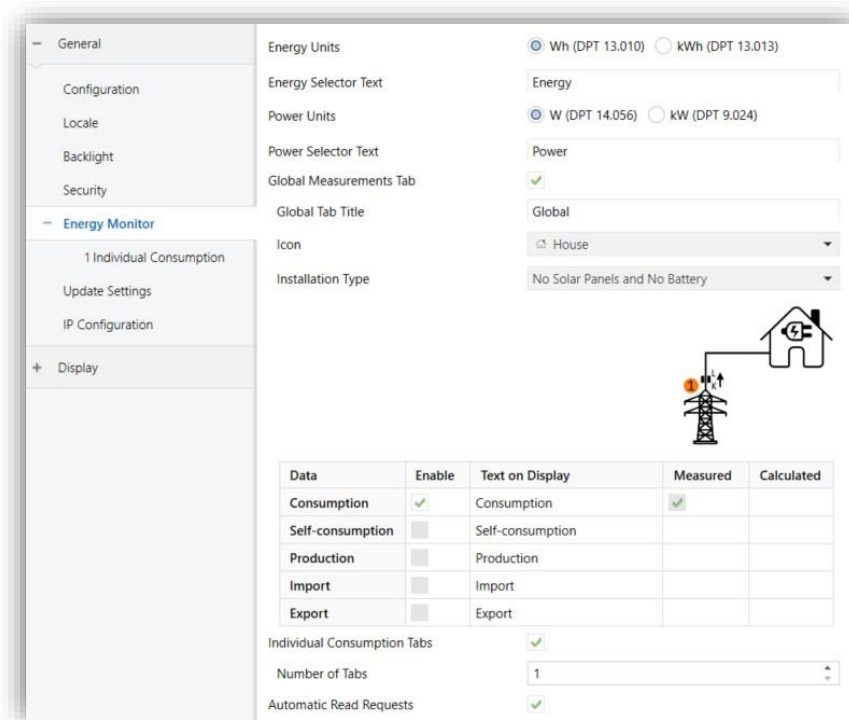 − General
Configuration
Locale
Backlight
Security
− Energy Monitor
1 Individual Consumption
Update Settings
IP Configuration
+ Display
Energy Units Wh (DPT 13.010) kWh (DPT 13.013)
Energy Selector Text Energy
Power Units W (DPT 14.056) kW (DPT 9.024)
Power Selector Text Power
Global Measurements Tab
Global Tab Title Global
Icon House
Installation Type No Solar Panels and No Battery
L
1 K
Data Enable Text on Display Measured Calculated
Consumption Consumption
Self-consumption Self-consumption
Production Production
Import Import
Export Export
Individual Consumption Tabs
Number of Tabs 1
Automatic Read Requests